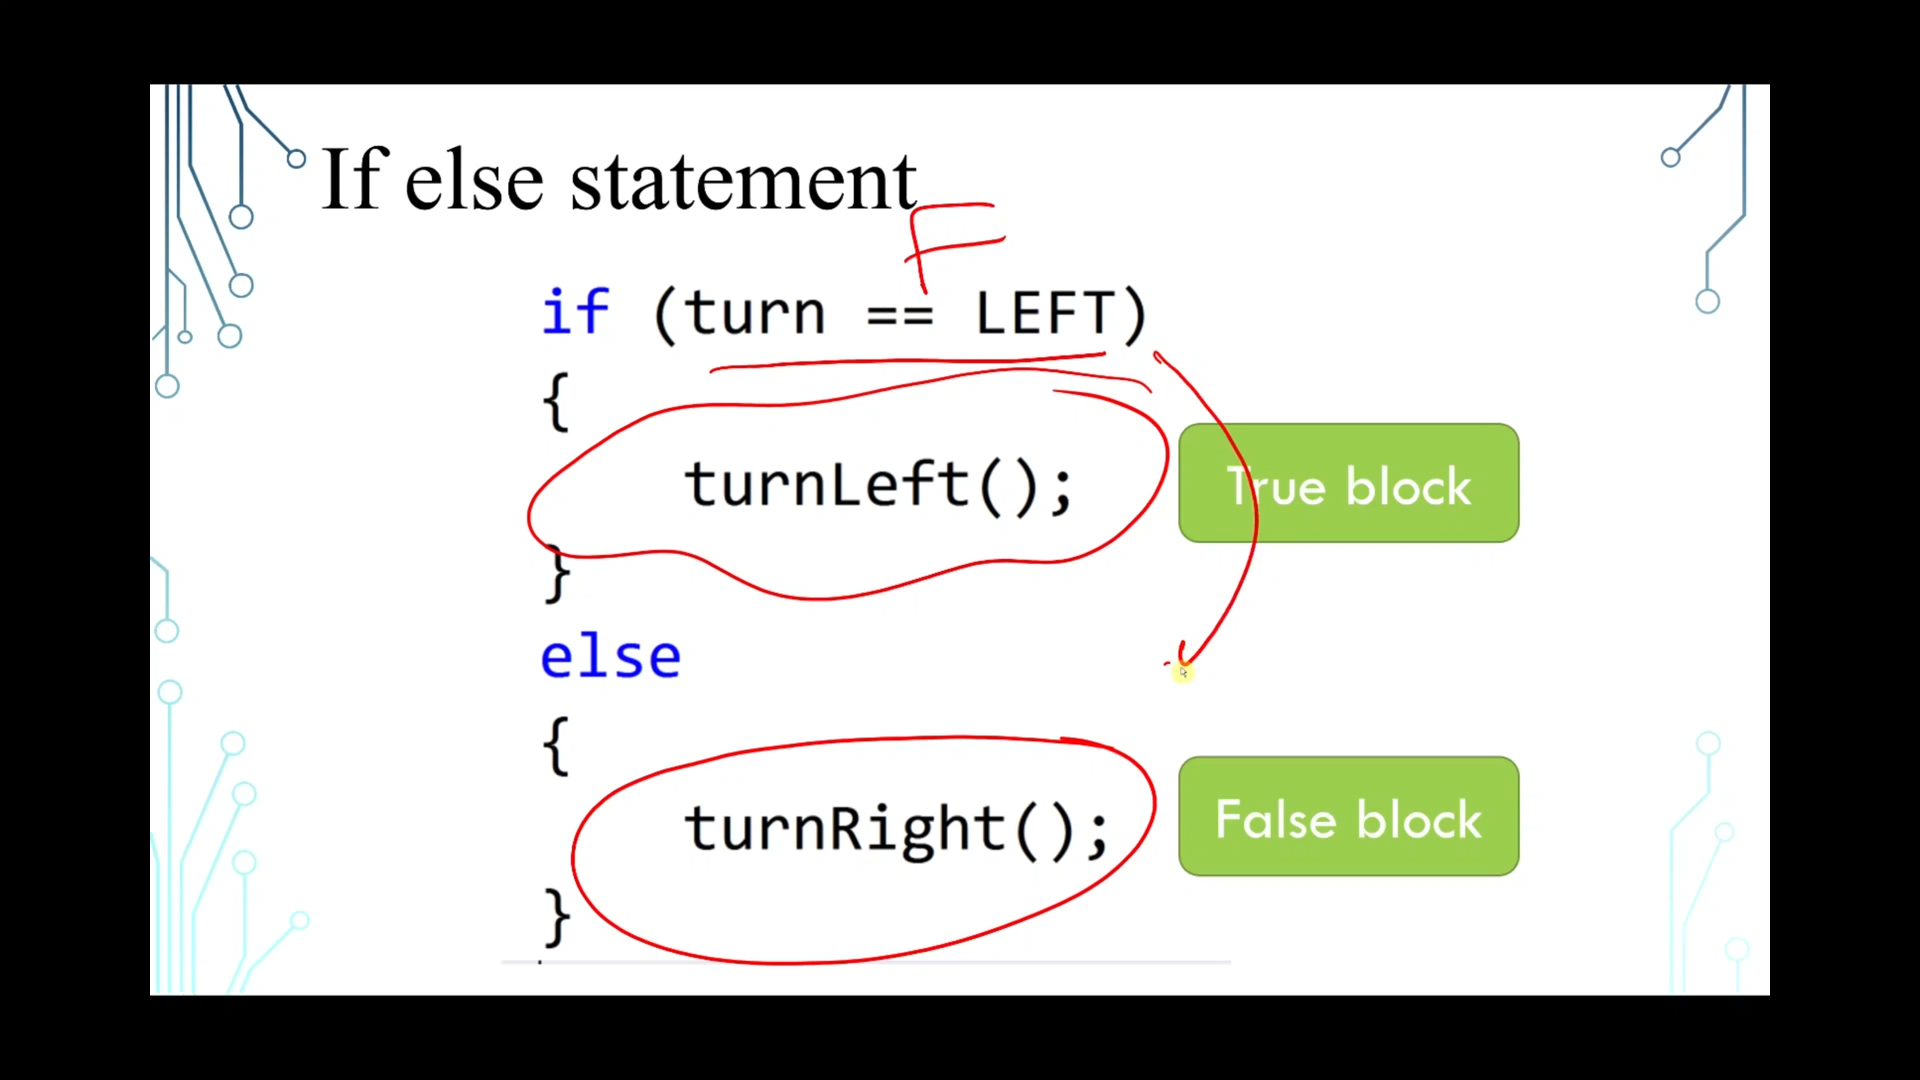 If else statement
F
if (turn == LEFT)
{
turnLeft();
True block
}
else
{
turnRight();
False block
}